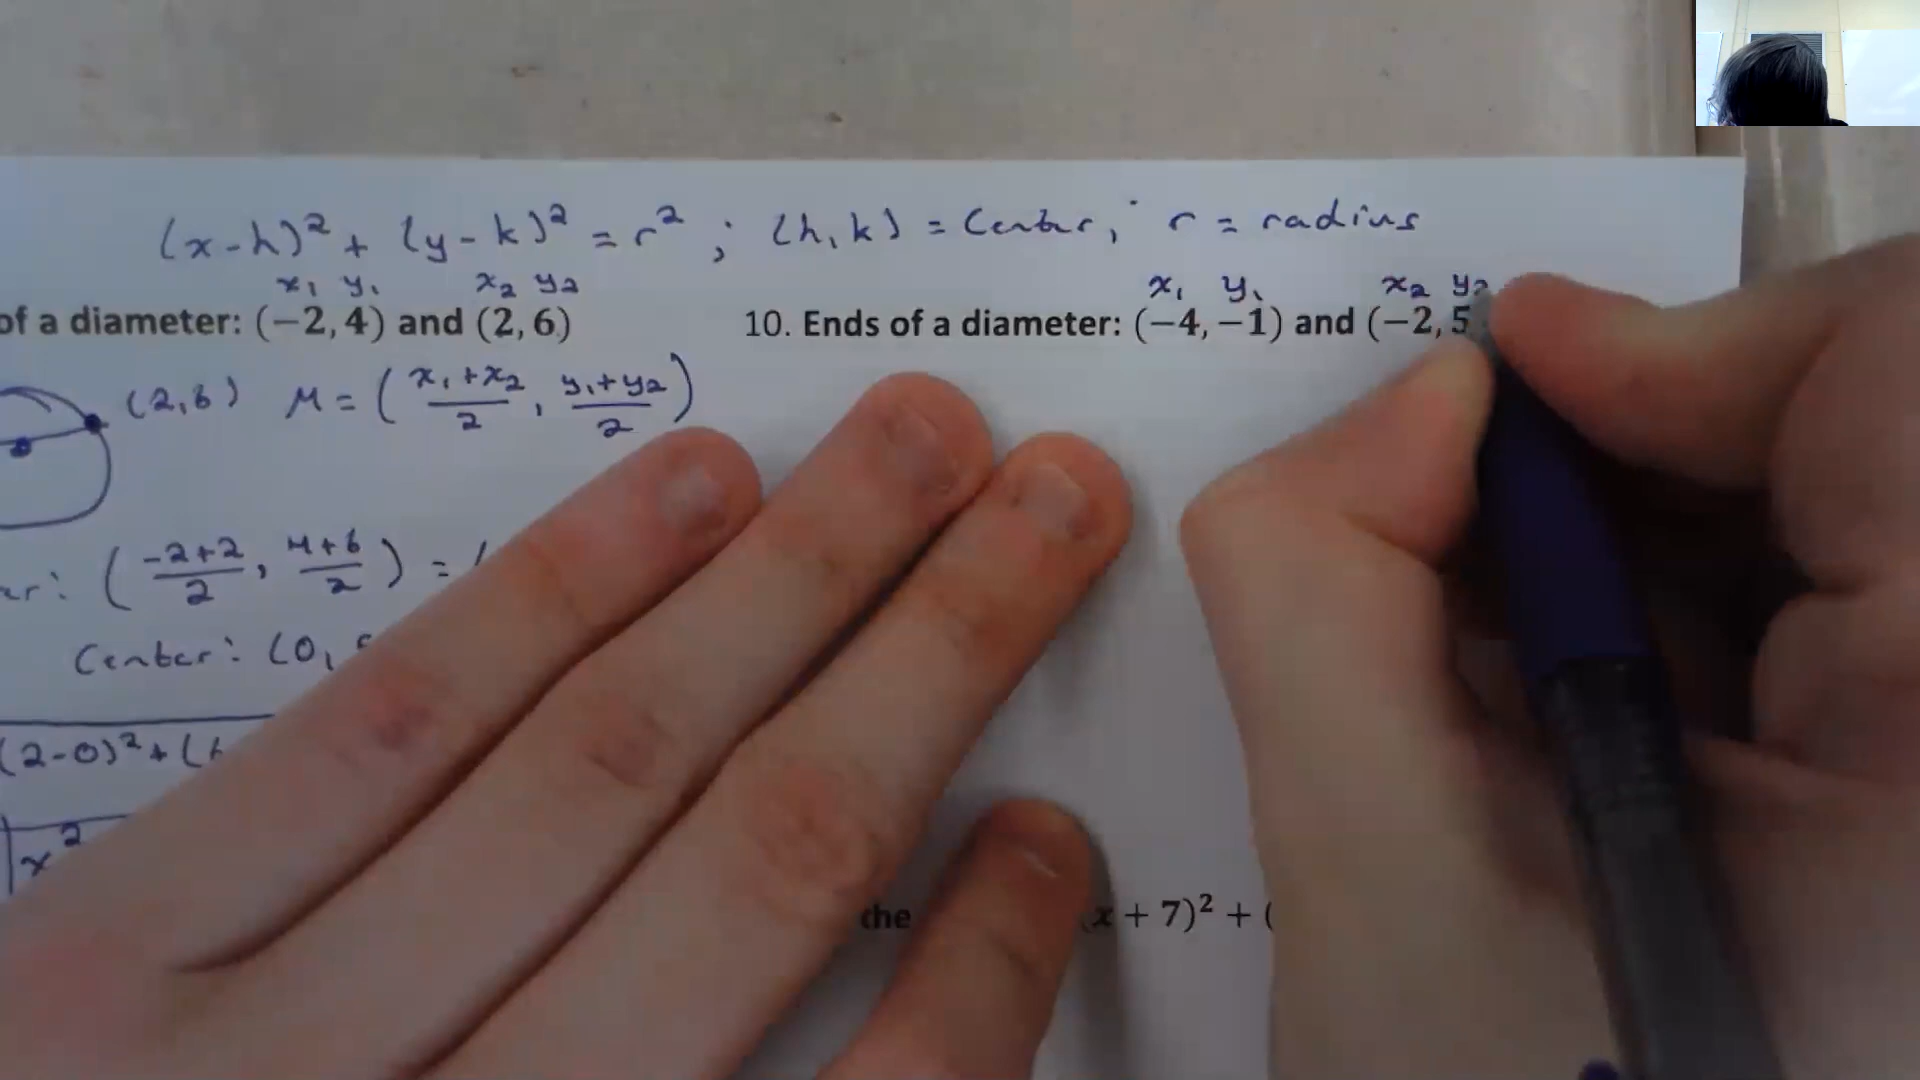 (x-h)² + (y-k)² = r² ; (h,k) = Center, r = radius
x₁ y₁ x₂ y₂
of a diameter: (−2, 4) and (2, 6)
x₁ y₁ x₂ y₂
10. Ends of a diameter: (−4, −1) and (−2, 5
(2,6) M = ( x₁+x₂/2 , y₁+y₂/2 )
er: ( -2+2/2 , 4+6/2 ) =
Center: (0,
(2-0)² + (
x²
the
x + 7)² + (